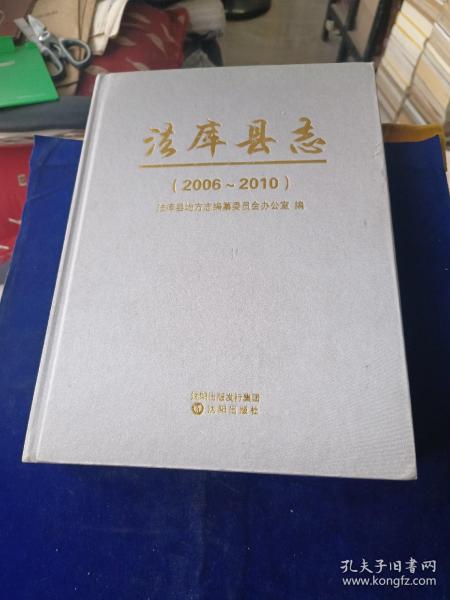 法库县志
（2006～2010）
法库县地方志编纂委员会办公室 编
沈阳出版发行集团
沈阳出版社
孔夫子旧书网
www.kongfz.com